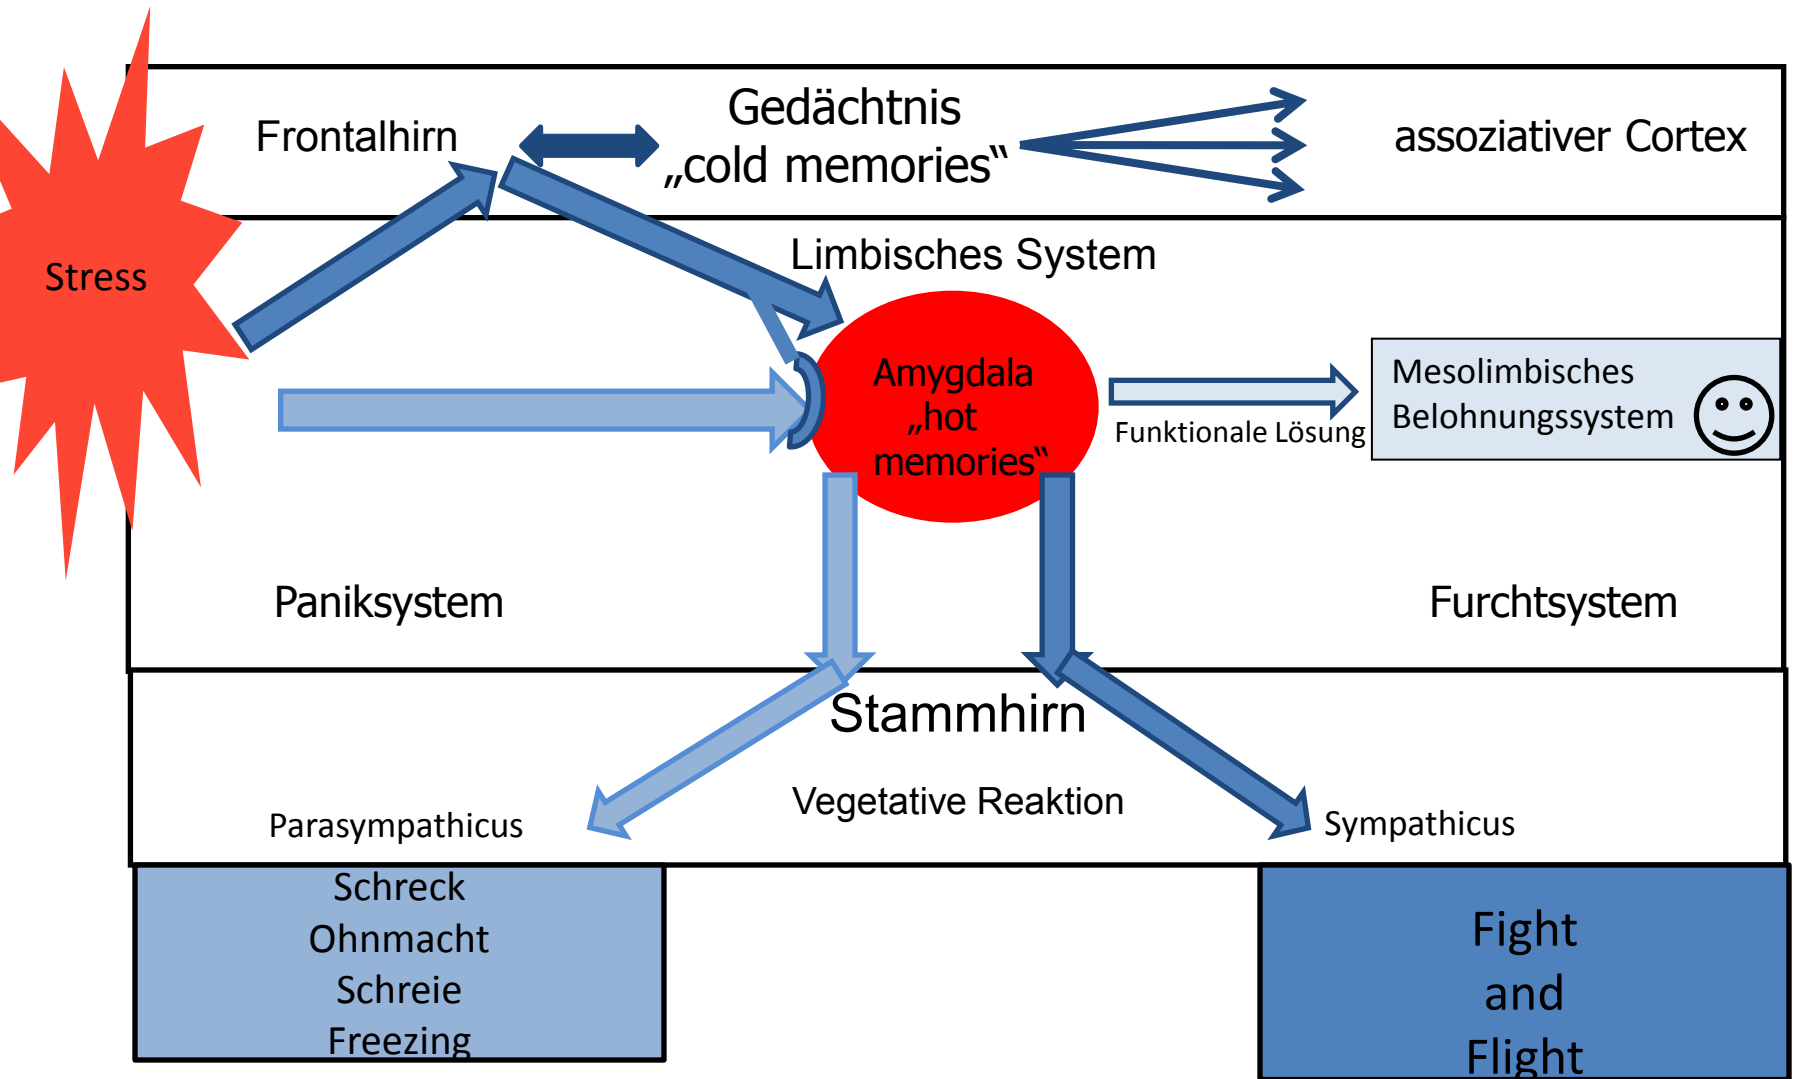 Frontalhirn
Gedächtnis
„cold memories“
assoziativer Cortex
Stress
Limbisches System
Amygdala
„hot
memories“
Funktionale Lösung
Mesolimbisches
Belohnungssystem
Paniksystem
Furchtsystem
Stammhirn
Vegetative Reaktion
Parasympathicus
Sympathicus
Schreck
Ohnmacht
Schreie
Freezing
Fight
and
Flight